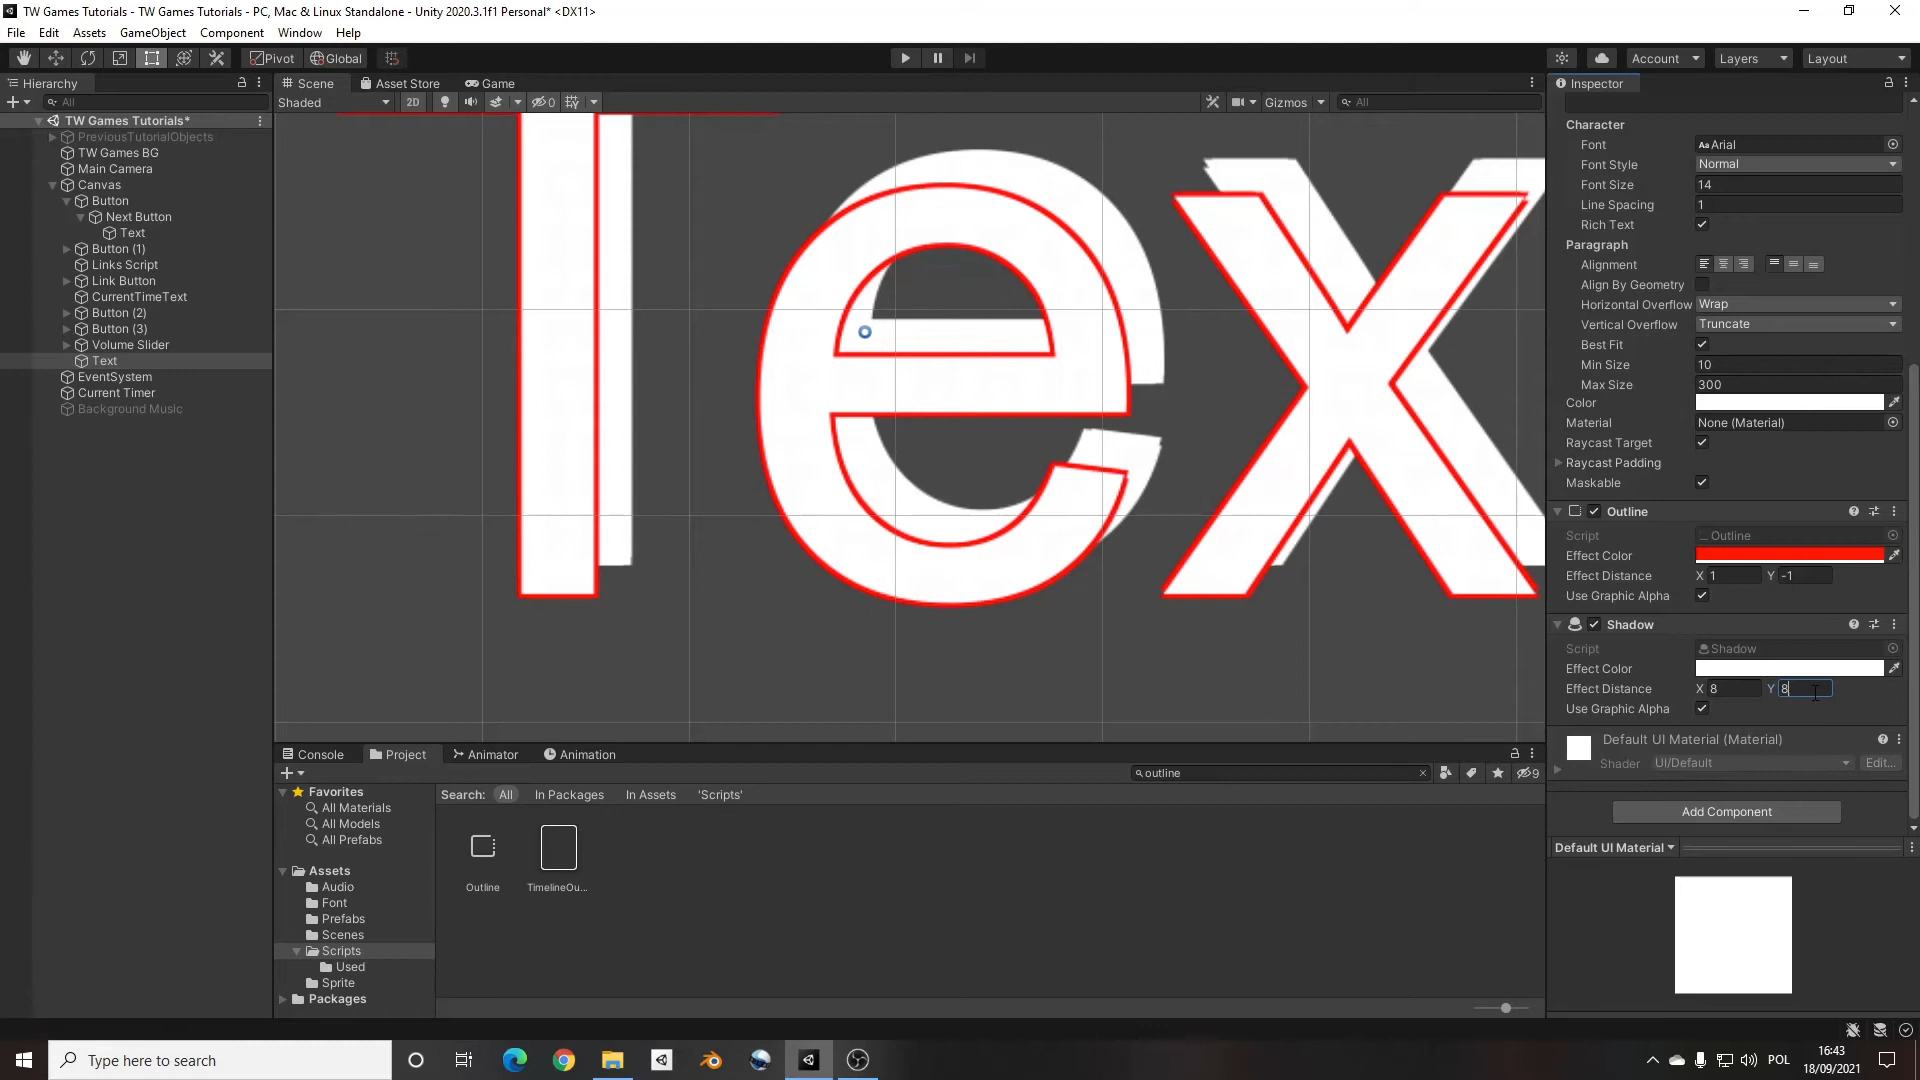 TW Games Tutorials - TW Games Tutorials - PC, Mac & Linux Standalone - Unity 2020.3.1f1 Personal* <DX11>
File Edit Assets GameObject Component Window Help
Pivot Global Account Layers Layout
Hierarchy
All
TW Games Tutorials*
PreviousTutorialObjects
TW Games BG
Main Camera
Canvas
Button
Next Button
Text
Button (1)
Links Script
Link Button
CurrentTimeText
Button (2)
Button (3)
Volume Slider
Text
EventSystem
Current Timer
Background Music
Scene Asset Store Game
Shaded 2D 0 Gizmos All
Tex
Console Project Animator Animation
outline 9
Favorites
All Materials
All Models
All Prefabs
Assets
Audio
Font
Prefabs
Scenes
Scripts
Used
Sprite
Packages
Search: All In Packages In Assets 'Scripts'
Outline TimelineOu...
Inspector
Character
Font Aa Arial
Font Style Normal
Font Size 14
Line Spacing 1
Rich Text
Paragraph
Alignment
Align By Geometry
Horizontal Overflow Wrap
Vertical Overflow Truncate
Best Fit
Min Size 10
Max Size 300
Color
Material None (Material)
Raycast Target
Raycast Padding
Maskable
Outline
Script Outline
Effect Color
Effect Distance X 1 Y -1
Use Graphic Alpha
Shadow
Script Shadow
Effect Color
Effect Distance X 8 Y 8
Use Graphic Alpha
Default UI Material (Material)
Shader UI/Default Edit...
Add Component
Default UI Material
Type here to search
POL
16:43
18/09/2021